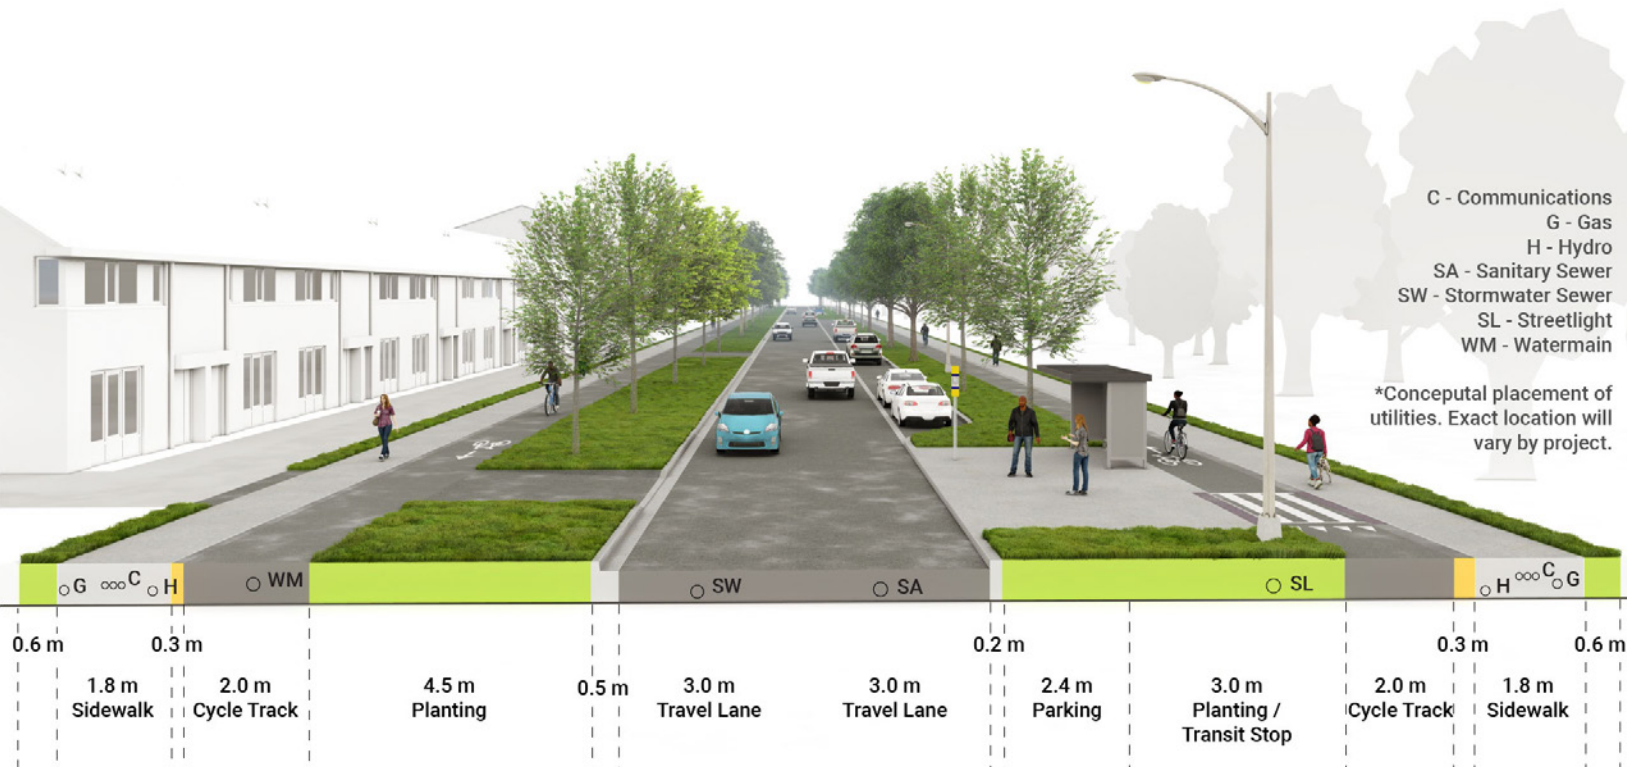 C - Communications
G - Gas
H - Hydro
SA - Sanitary Sewer
SW - Stormwater Sewer
SL - Streetlight
WM - Watermain
*Conceputal placement of
utilities. Exact location will
vary by project.
G C H WM SW SA SL H C G
0.6 m 0.3 m 0.2 m 0.3 m 0.6 m
1.8 m 2.0 m 4.5 m 0.5 m 3.0 m 3.0 m 2.4 m 3.0 m 2.0 m 1.8 m
Sidewalk Cycle Track Planting Travel Lane Travel Lane Parking Planting / Cycle Track Sidewalk
Transit Stop